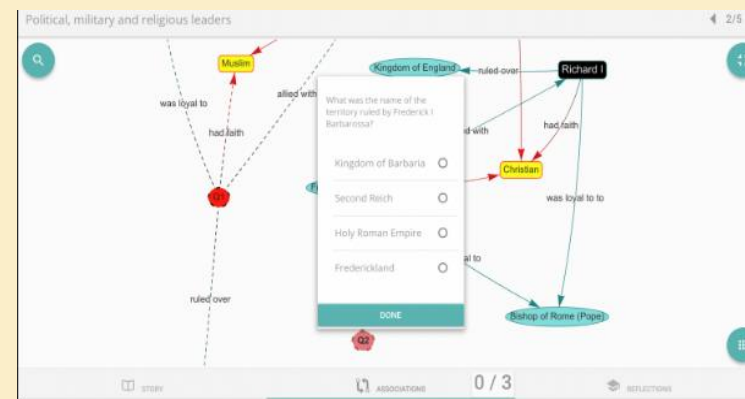 Political, military and religious leaders
2/5
Muslim
Kingdom of England
ruled over
Richard I
was loyal to
allied with
What was the name of the
territory ruled by Frederick I
Barbarossa?
had faith
d with
had faith
Kingdom of Barbaria
Christian
Q1
Second Reich
was loyal to to
Holy Roman Empire
Frederickland
al to
ruled over
DONE
Bishop of Rome (Pope)
Q2
STORY
ASSOCIATIONS
0 / 3
REFLECTIONS